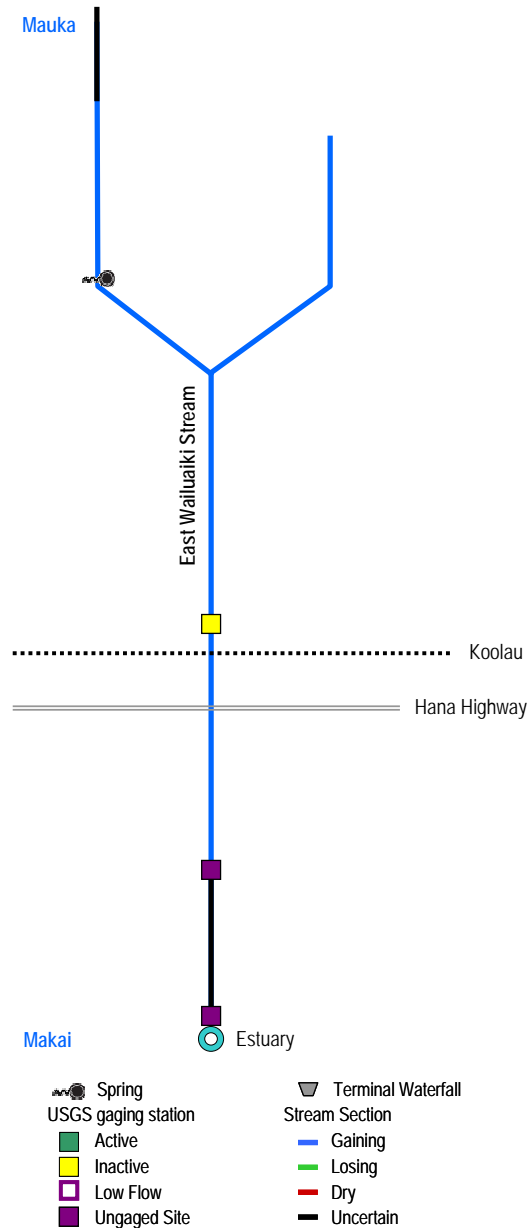 Mauka
East Wailuaiki Stream
Koolau
Hana Highway
Makai
Estuary
Spring
Terminal Waterfall
USGS gaging station
Stream Section
Active
Gaining
Inactive
Losing
Low Flow
Dry
Ungaged Site
Uncertain